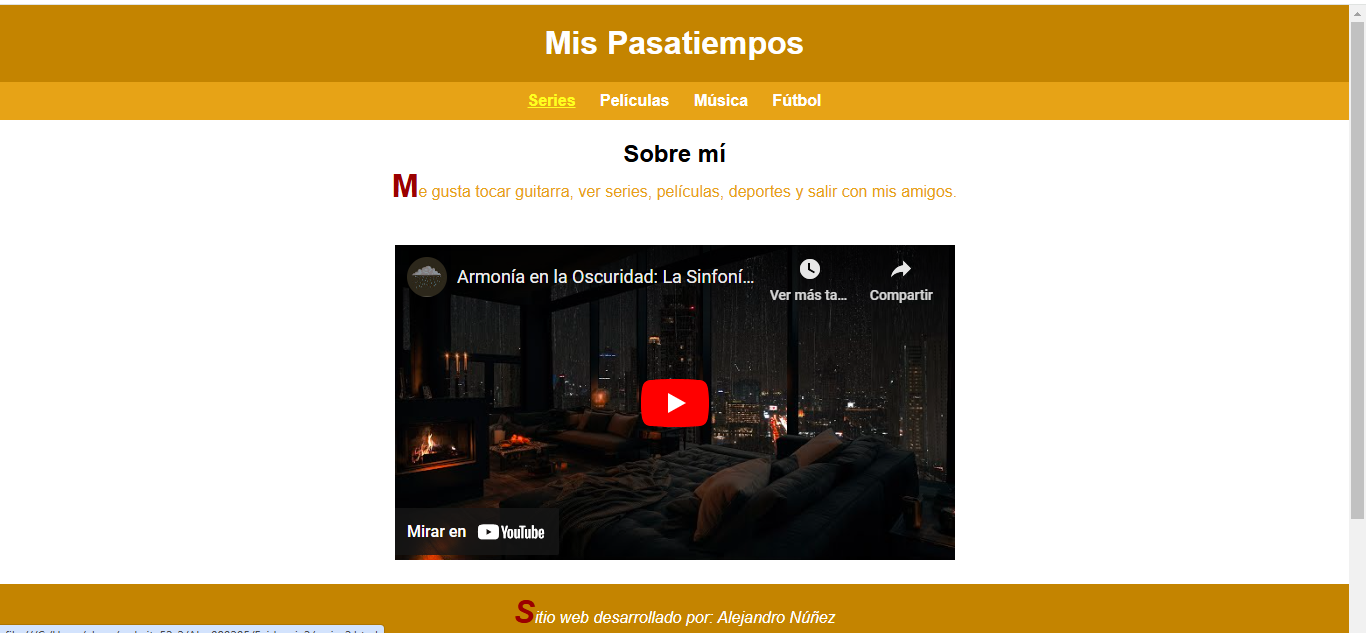 Mis Pasatiempos
Series Películas Música Fútbol
Sobre mí
Me gusta tocar guitarra, ver series, películas, deportes y salir con mis amigos.
Armonía en la Oscuridad: La Sinfoní...
Ver más ta...
Compartir
Mirar en YouTube
Sitio web desarrollado por: Alejandro Núñez